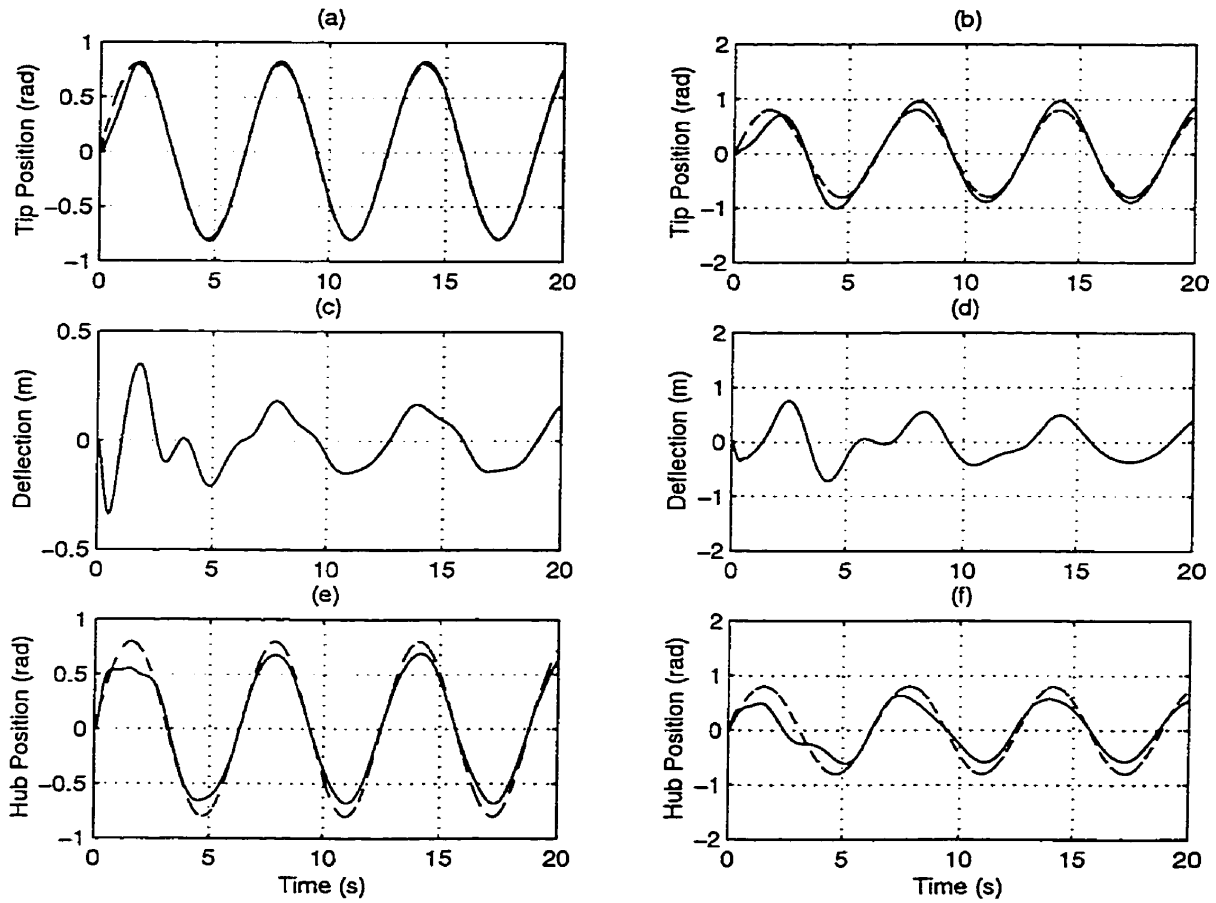 (a)
1
0.5
0
−0.5
−1
Tip Position (rad)
0 5 10 15 20
(b)
2
1
0
−1
−2
Tip Position (rad)
0 5 10 15 20
(c)
0.5
0
−0.5
Deflection (m)
0 5 10 15 20
(d)
2
1
0
−1
−2
Deflection (m)
0 5 10 15 20
(e)
1
0.5
0
−0.5
−1
Hub Position (rad)
0 5 10 15 20
Time (s)
(f)
2
1
0
−1
−2
Hub Position (rad)
0 5 10 15 20
Time (s)